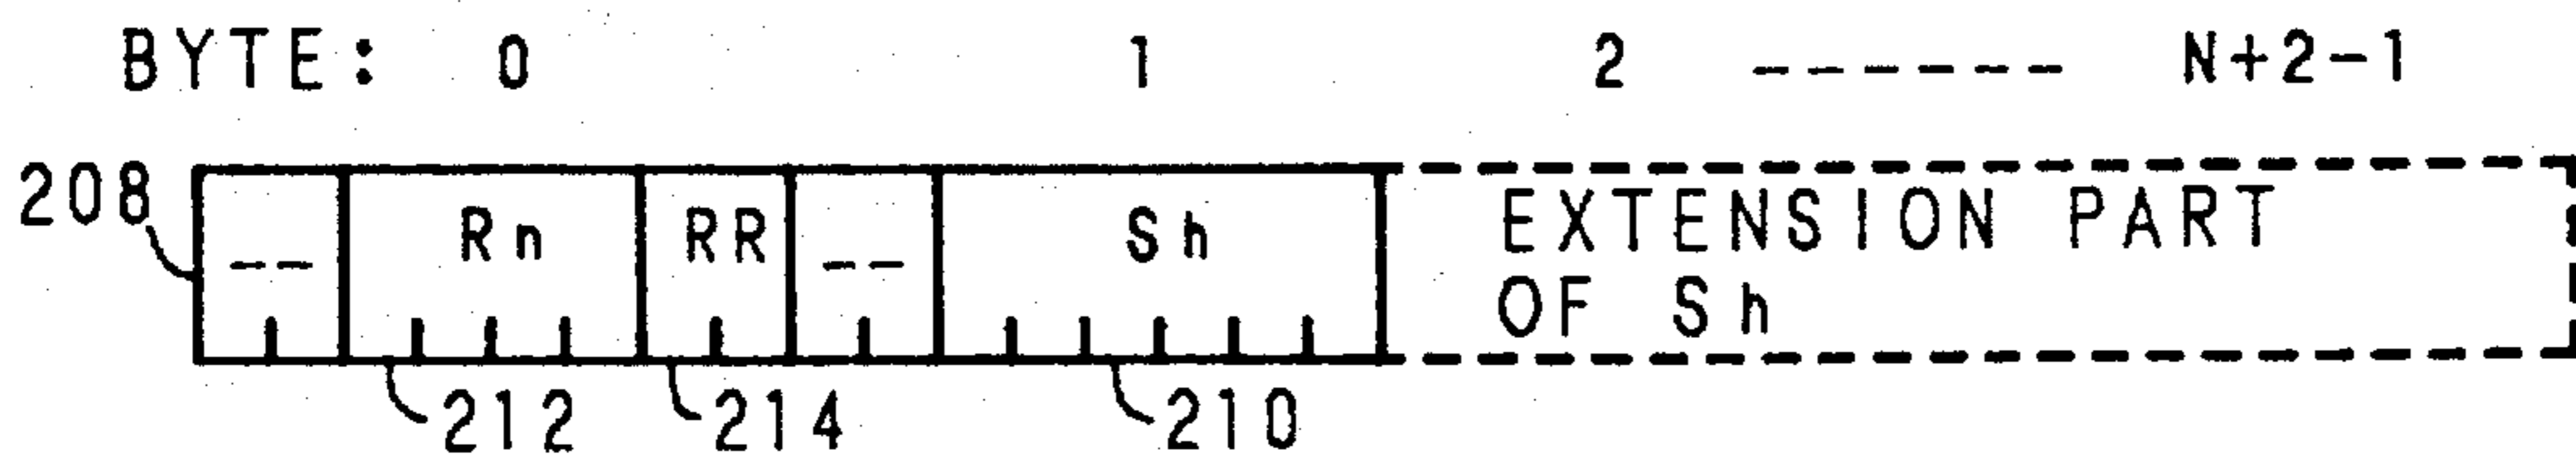 BYTE: 0 1 2 ------ N+2-1
208
-- Rn RR -- Sh EXTENSION PART
OF Sh
212 214 210